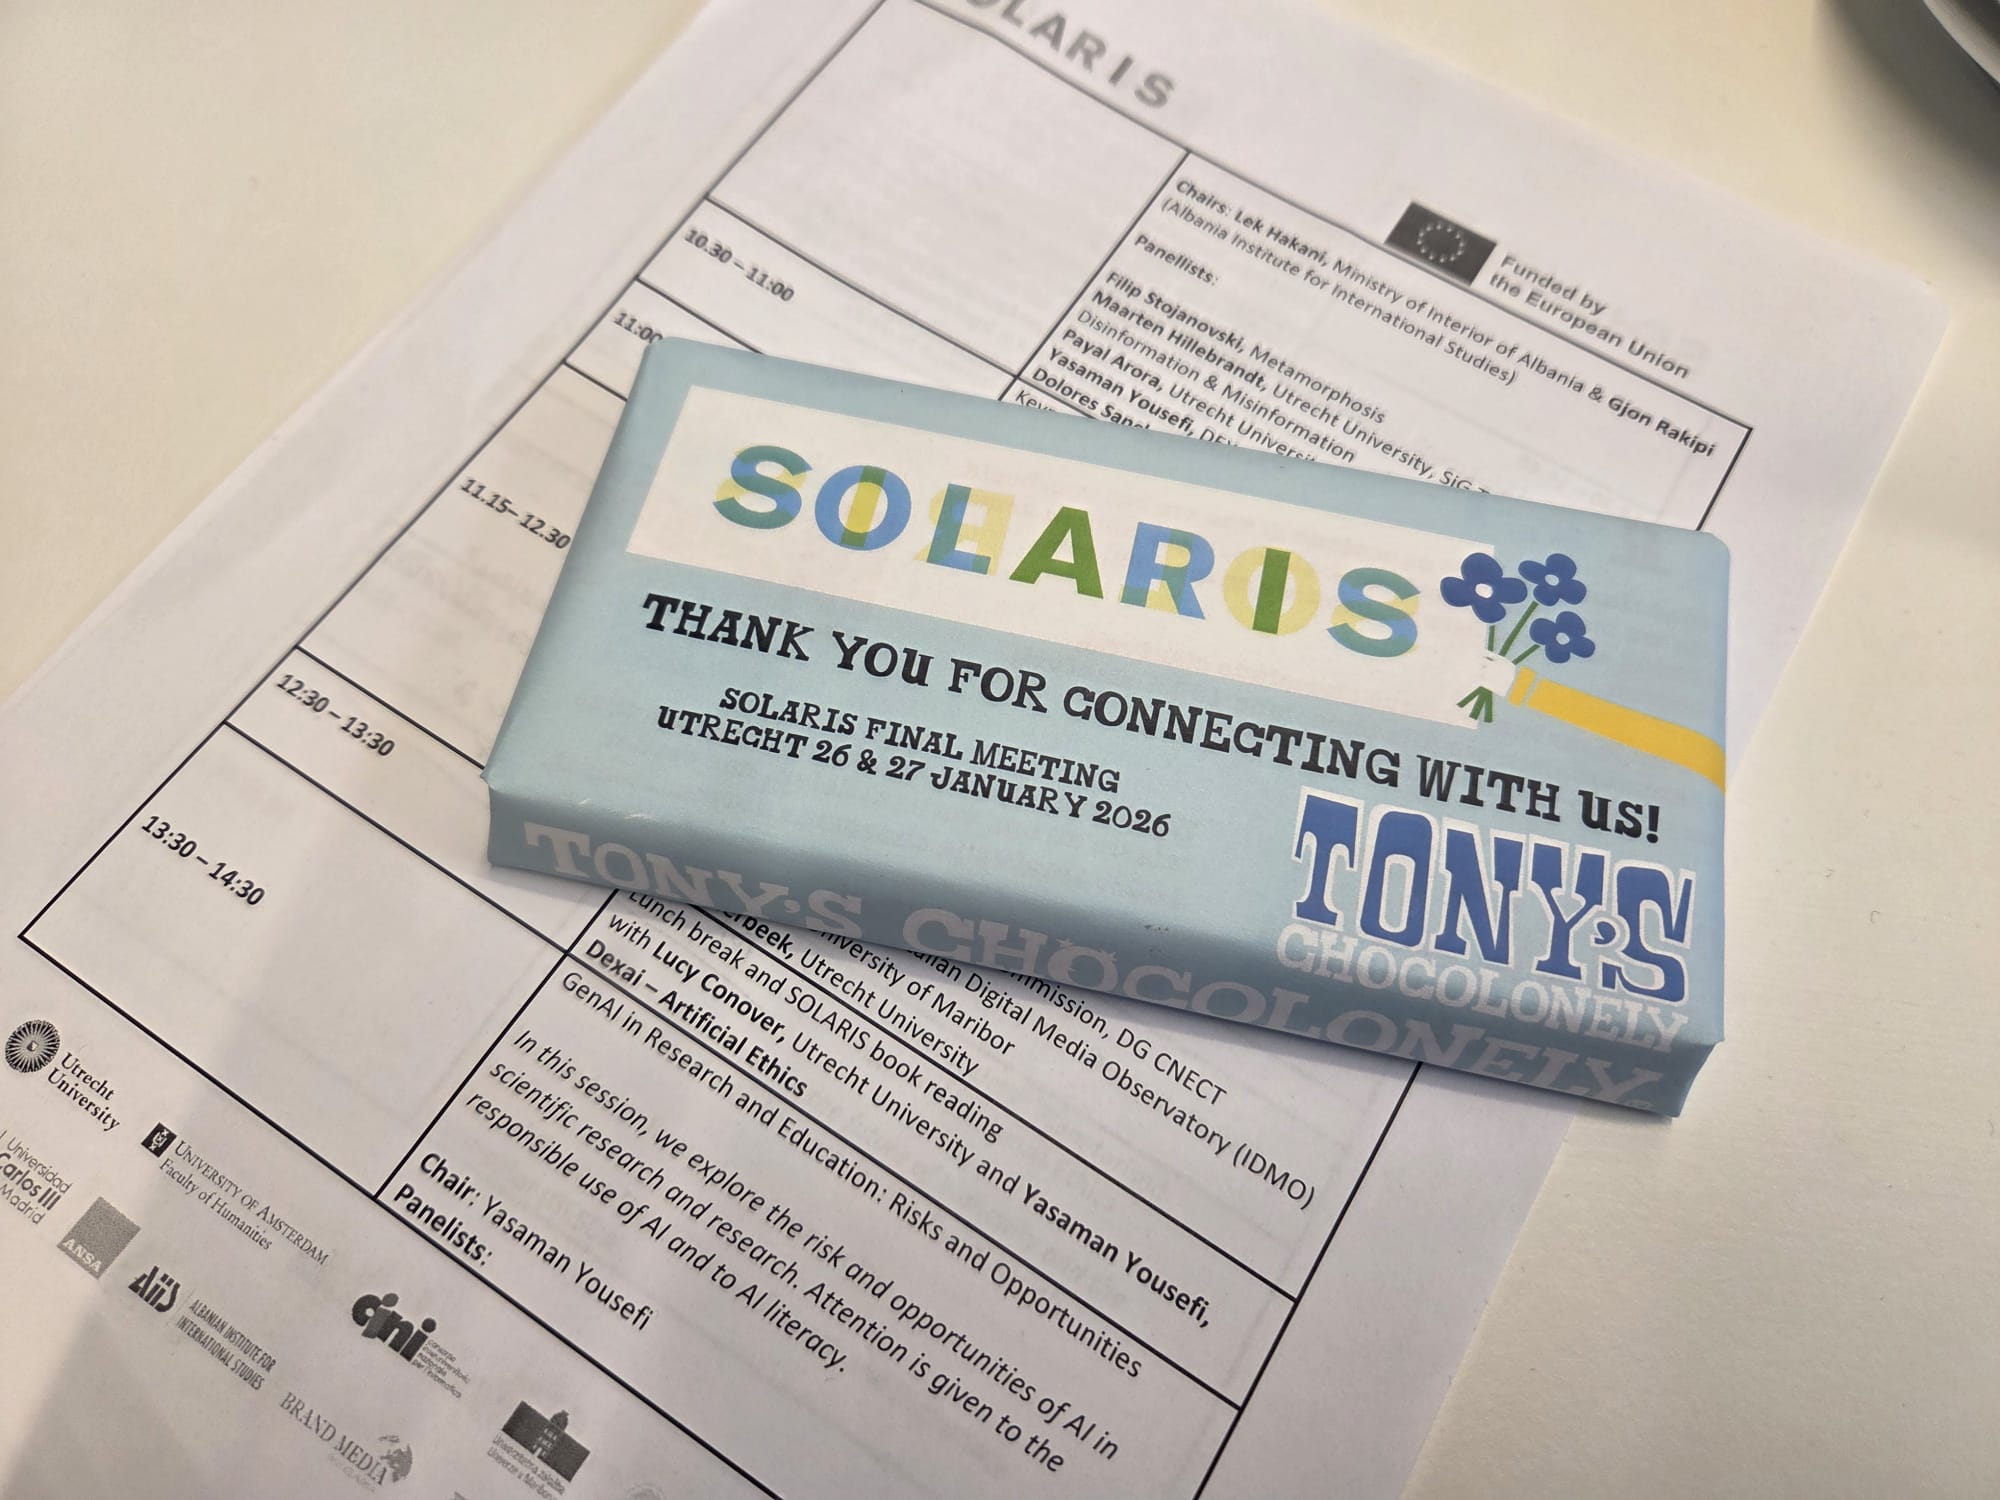 SOLARIS
Funded by
the European Union
Chairs: Lek Hakani, Ministry of Interior of Albania & Gjon Rakipi
(Albania Institute for International Studies)
Panellists:
Filip Stojanovski, Metamorphosis
Maarten Hillebrandt, Utrecht University, SiG
Disinformation & Misinformation
Payal Arora, Utrecht University
Yasaman Yousefi,
Dolores
10.30 – 11:00
11:00
11.15– 12.30
12:30 – 13:30
13:30 – 14:30
SOLARIS
THANK YOU FOR CONNECTING WITH US!
SOLARIS FINAL MEETING
UTRECHT 26 & 27 JANUARY 2026
TONY'S
CHOCOLONELY
TONY'S CHOCOLONELY
DG CNECT
Digital Media Observatory (IDMO)
University of Maribor
Utrecht University
Lunch break and SOLARIS book reading
with Lucy Conover, Utrecht University and Yasaman Yousefi,
Dexai – Artificial Ethics
GenAI in Research and Education: Risks and Opportunities
In this session, we explore the risk and opportunities of AI in
scientific research and research. Attention is given to the
responsible use of AI and to AI literacy.
Chair: Yasaman Yousefi
Panelists:
Utrecht
University
UNIVERSITY OF AMSTERDAM
Faculty of Humanities
Universidad
Carlos III
Madrid
ANSA
AIIS
ALBANIAN INSTITUTE FOR
INTERNATIONAL STUDIES
cini
BRAND MEDIA